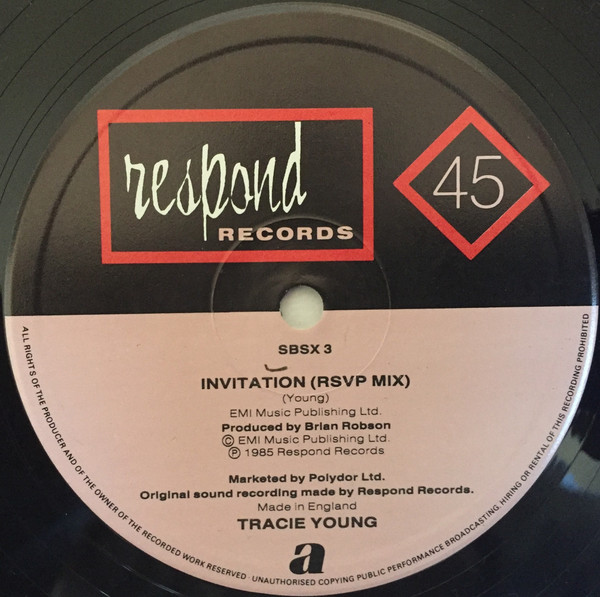 respond
RECORDS
45
SBSX 3
INVITATION (RSVP MIX)
(Young)
EMI Music Publishing Ltd.
Produced by Brian Robson
© EMI Music Publishing Ltd.
℗ 1985 Respond Records
Marketed by Polydor Ltd.
Original sound recording made by Respond Records.
Made in England
TRACIE YOUNG
a
ALL RIGHTS OF THE PRODUCER AND OF THE OWNER OF THE RECORDED WORK RESERVED · UNAUTHORISED COPYING PUBLIC PERFORMANCE BROADCASTING HIRING OR RENTAL OF THIS RECORDING PROHIBITED